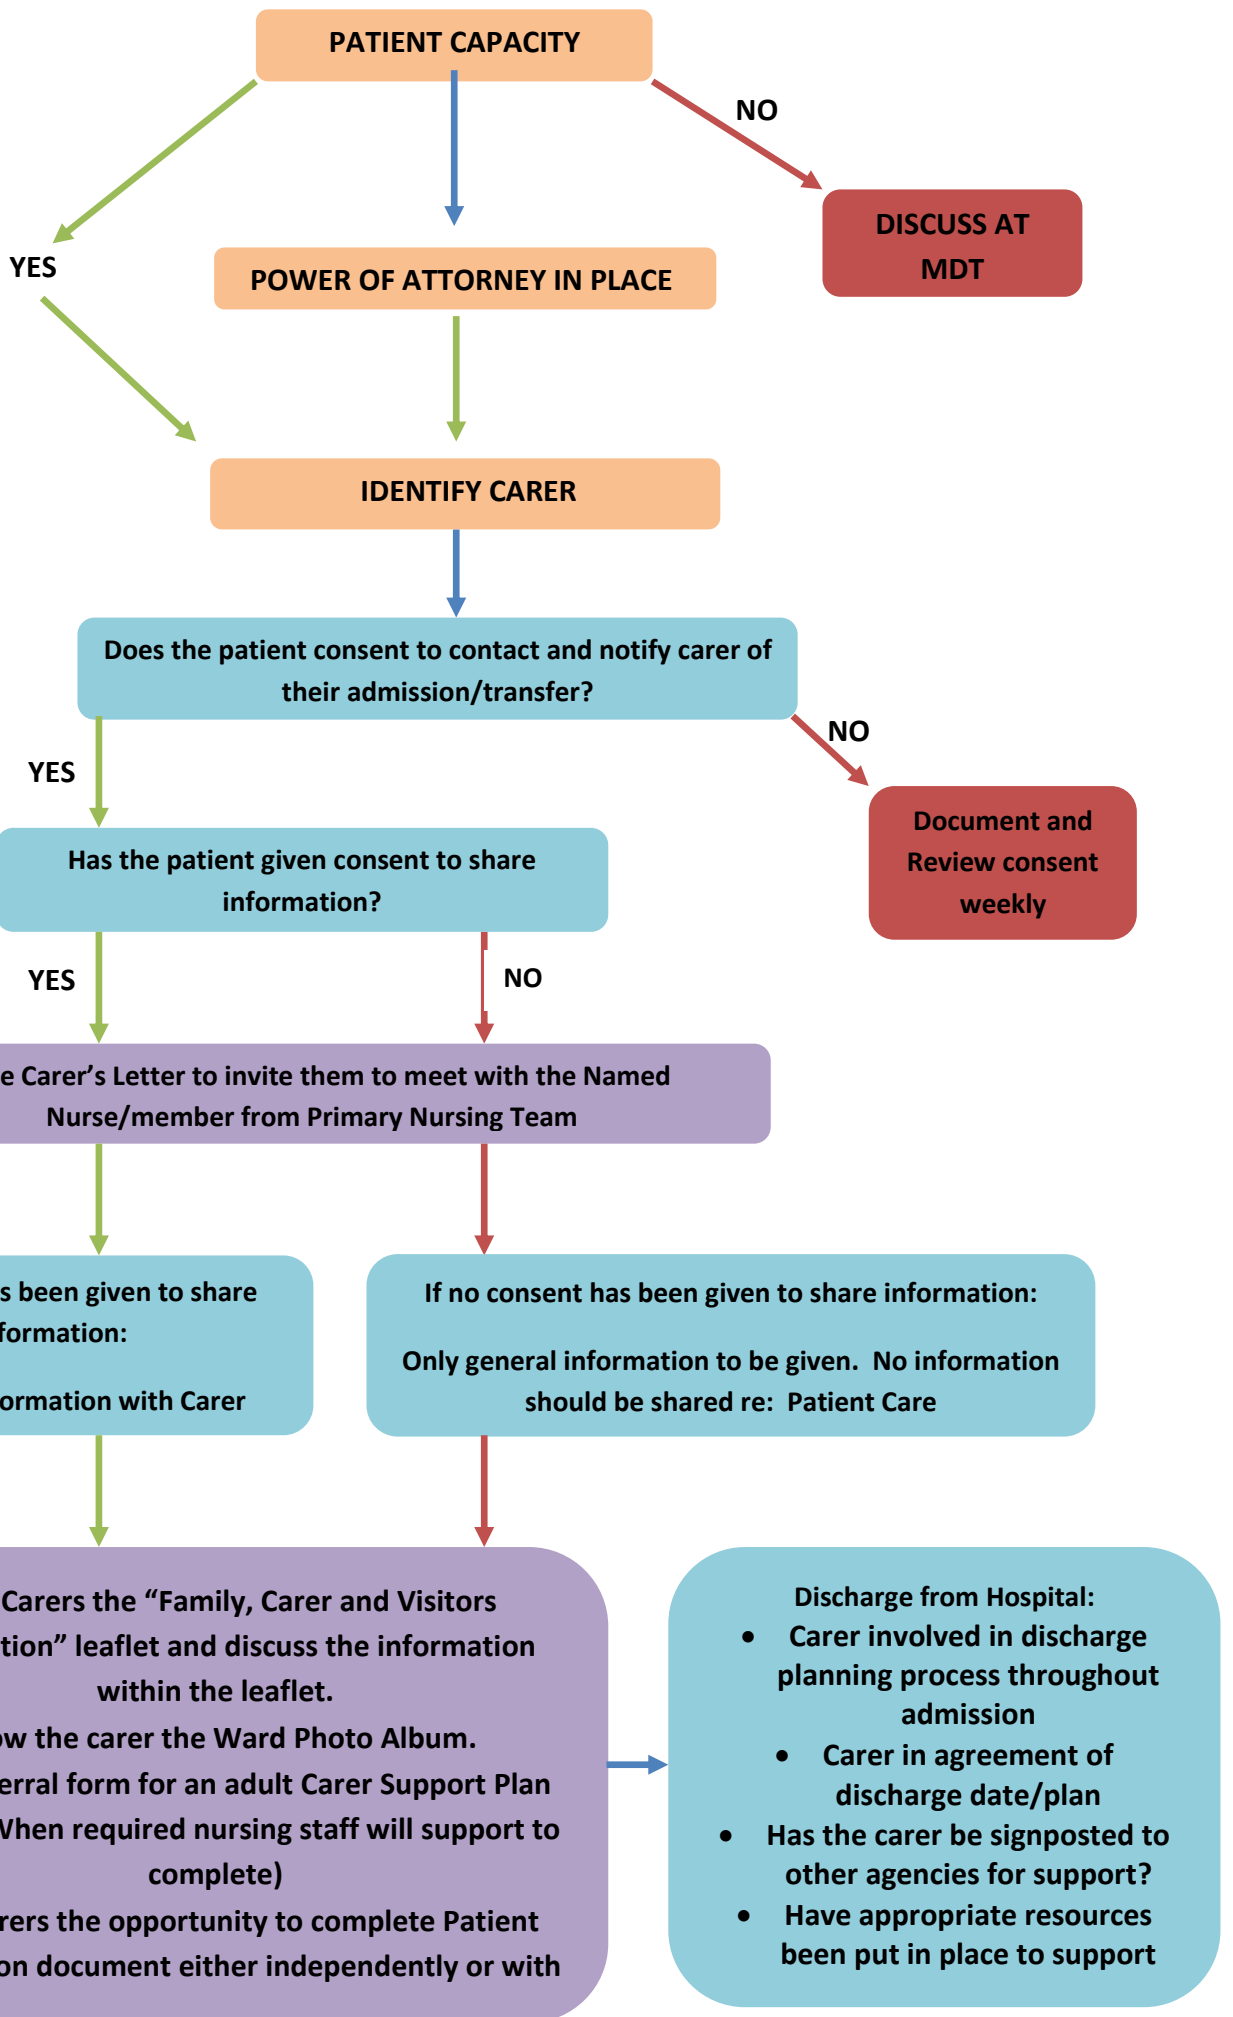 PATIENT CAPACITY
NO
DISCUSS AT
MDT
YES
POWER OF ATTORNEY IN PLACE
IDENTIFY CARER
Does the patient consent to contact and notify carer of
their admission/transfer?
NO
YES
Document and
Review consent
weekly
Has the patient given consent to share
information?
YES
NO
e Carer’s Letter to invite them to meet with the Named
Nurse/member from Primary Nursing Team
s been given to share
formation:
ormation with Carer
If no consent has been given to share information:
Only general information to be given.  No information
should be shared re:  Patient Care
Carers the “Family, Carer and Visitors
tion” leaflet and discuss the information
within the leaflet.
ow the carer the Ward Photo Album.
erral form for an adult Carer Support Plan
When required nursing staff will support to
complete)
rers the opportunity to complete Patient
on document either independently or with
Discharge from Hospital:
• Carer involved in discharge
planning process throughout
admission
• Carer in agreement of
discharge date/plan
• Has the carer be signposted to
other agencies for support?
• Have appropriate resources
been put in place to support